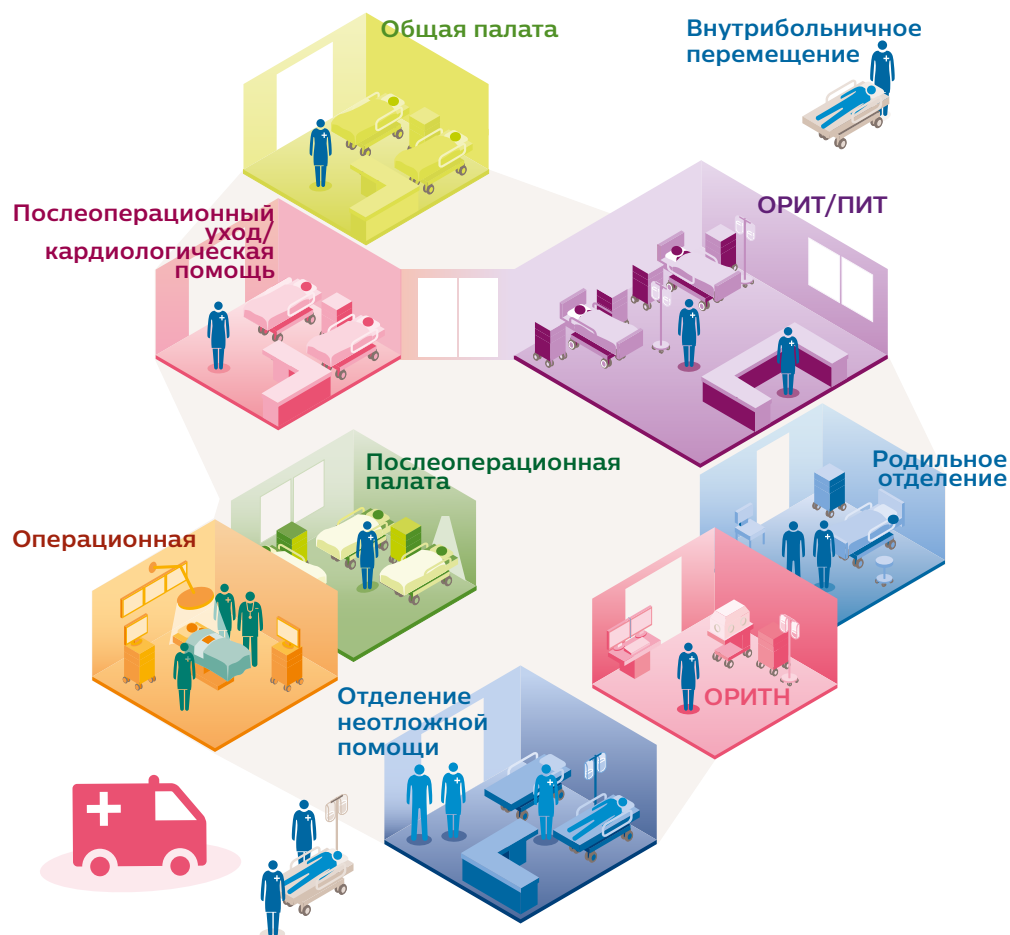 Общая палата
Внутрибольничное
перемещение
Послеоперационный
уход/
кардиологическая
помощь
ОРИТ/ПИТ
Послеоперационная
палата
Родильное
отделение
Операционная
ОРИТН
Отделение
неотложной
помощи